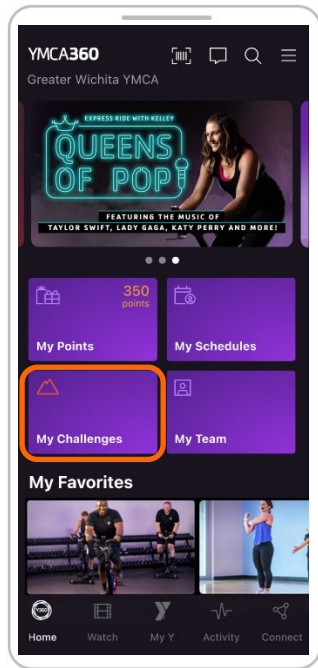 YMCA360
Greater Wichita YMCA
EXPRESS RIDE WITH KELLEY
QUEENS
OF POP
FEATURING THE MUSIC OF
TAYLOR SWIFT, LADY GAGA, KATY PERRY AND MORE!
350
points
My Points
My Schedules
My Challenges
My Team
My Favorites
Y360
Home Watch My Y Activity Connect